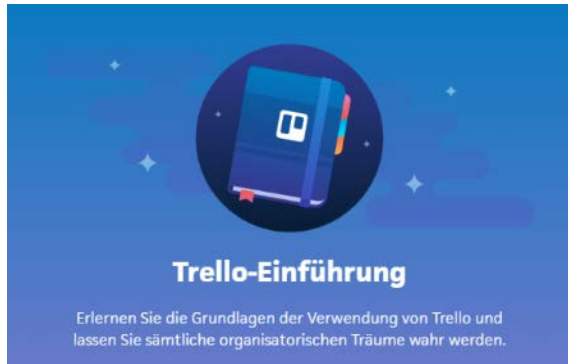 Trello-Einführung
Erlernen Sie die Grundlagen der Verwendung von Trello und
lassen Sie sämtliche organisatorischen Träume wahr werden.